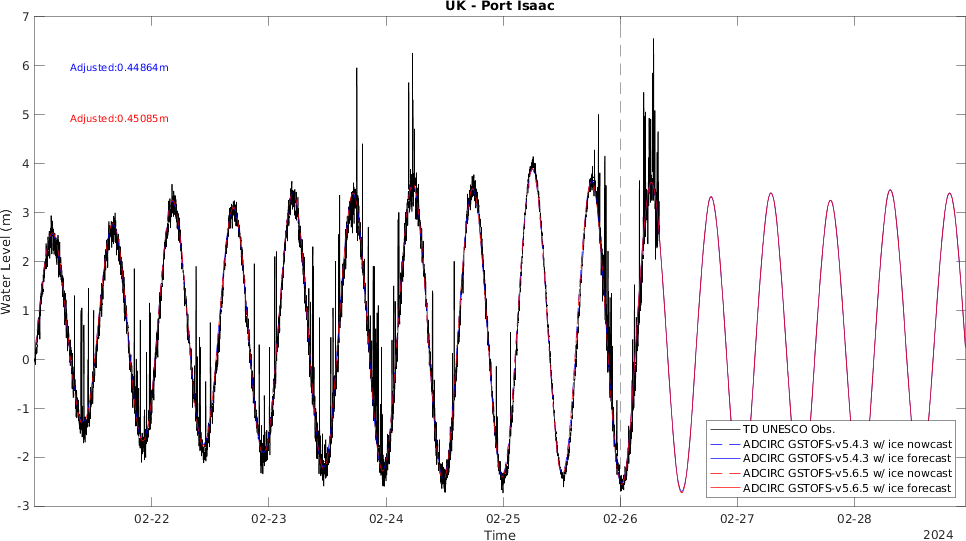 UK - Port Isaac
7
6
5
4
3
2
1
0
-1
-2
-3
Water Level (m)
Adjusted:0.44864m
Adjusted:0.45085m
TD UNESCO Obs.
ADCIRC GSTOFS-v5.4.3 w/ ice nowcast
ADCIRC GSTOFS-v5.4.3 w/ ice forecast
ADCIRC GSTOFS-v5.6.5 w/ ice nowcast
ADCIRC GSTOFS-v5.6.5 w/ ice forecast
02-22 02-23 02-24 02-25 02-26 02-27 02-28
Time
2024